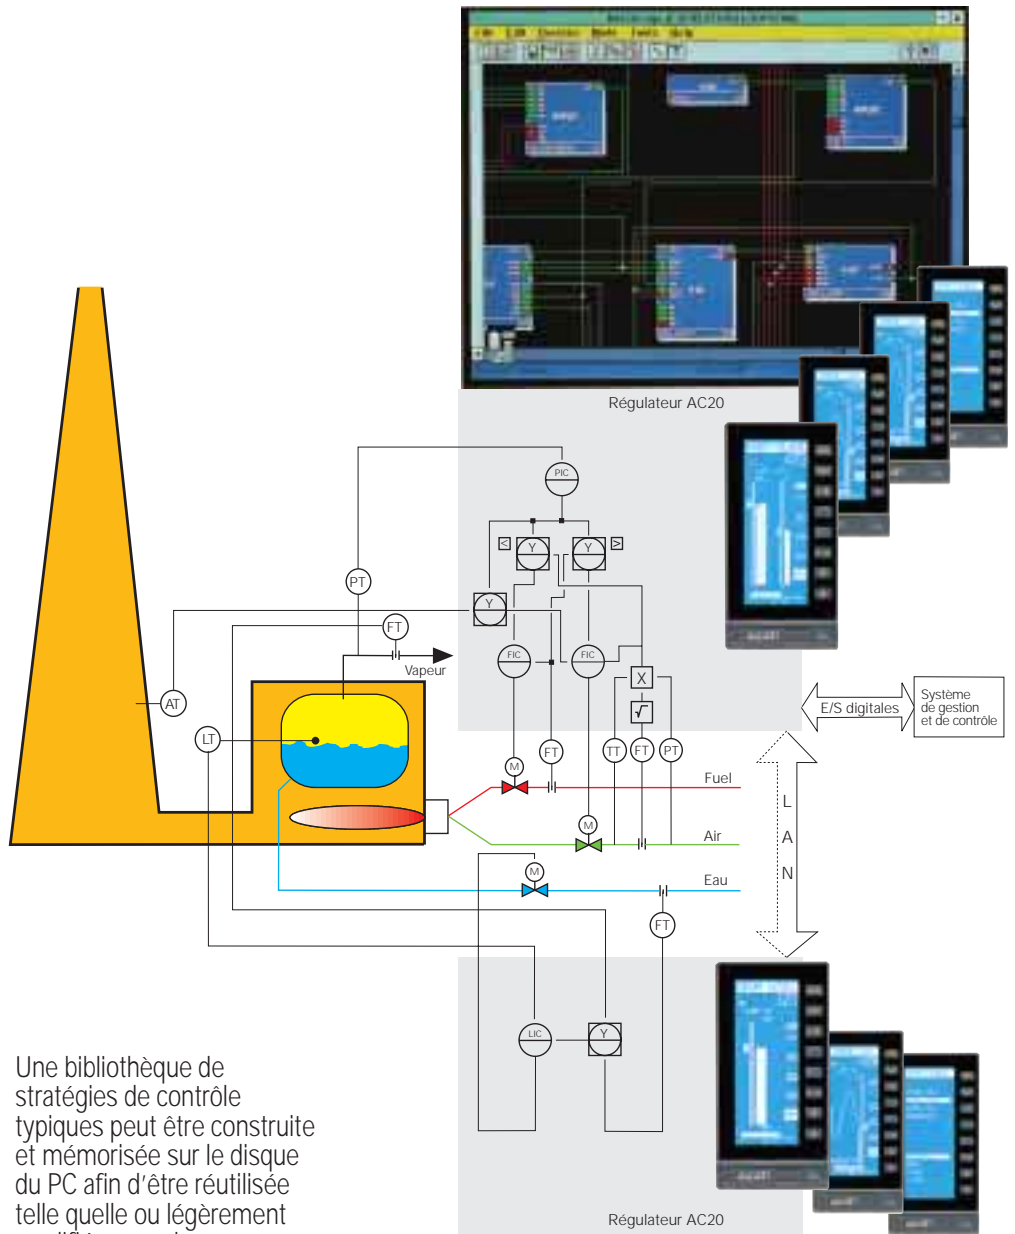 Régulateur AC20
PIC
< Y Y >
PT
Y
FT
FIC FIC
Vapeur
X
AT
√
Système
de gestion
et de contrôle
E/S digitales
LT
FT TT FT PT
M
Fuel
L
A
N
M
Air
M
Eau
FT
LIC Y
Une bibliothèque de
stratégies de contrôle
typiques peut être construite
et mémorisée sur le disque
du PC afin d'être réutilisée
telle quelle ou légèrement
Régulateur AC20